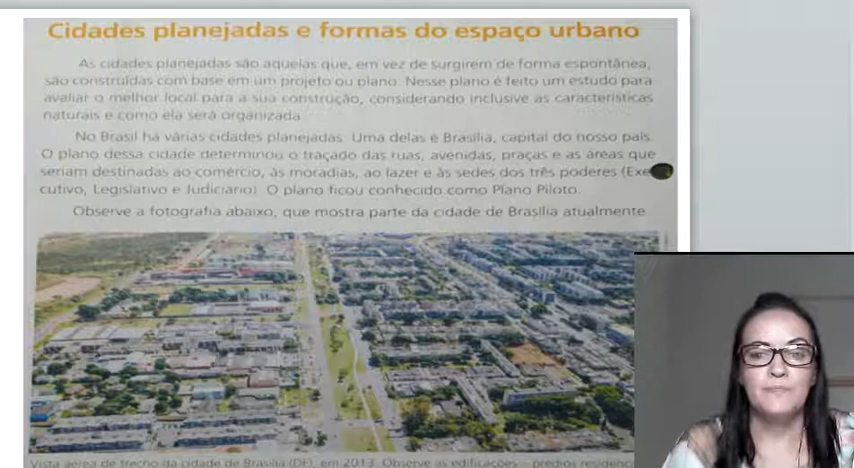 Cidades planejadas e formas do espaço urbano
As cidades planejadas são aquelas que, em vez de surgirem de forma espontânea,
são construídas com base em um projeto ou plano. Nesse plano é feito um estudo para
avaliar o melhor local para a sua construção, considerando inclusive as características
naturais e como ela será organizada.
No Brasil há várias cidades planejadas. Uma delas é Brasília, capital do nosso país.
O plano dessa cidade determinou o traçado das ruas, avenidas, praças e as áreas que
seriam destinadas ao comércio, às moradias, ao lazer e às sedes dos três poderes (Exe
cutivo, Legislativo e Judiciário). O plano ficou conhecido como Plano Piloto.
Observe a fotografia abaixo, que mostra parte da cidade de Brasília atualmente.
Vista aérea de trecho da cidade de Brasília (DF), em 2013. Observe as edificações – prédios